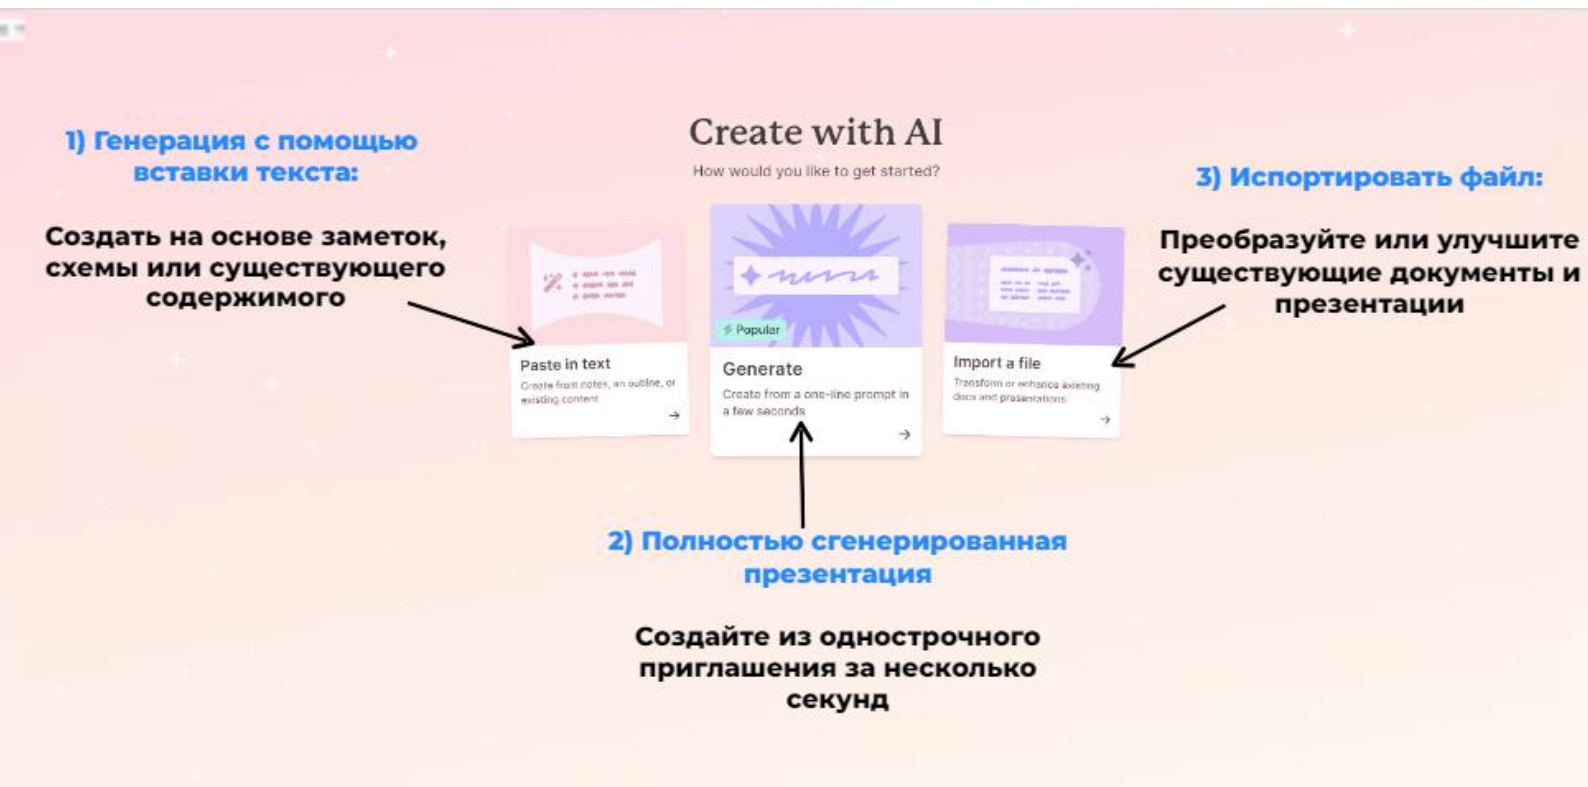 1) Генерация с помощью
вставки текста:
Создать на основе заметок,
схемы или существующего
содержимого
Create with AI
How would you like to get started?
3) Испортировать файл:
Преобразуйте или улучшите
существующие документы и
презентации
Paste in text
Create from notes, an outline, or
existing content
Popular
Generate
Create from a one-line prompt in
a few seconds
Import a file
Transform or enhance existing
docs and presentations
2) Полностью сгенерированная
презентация
Создайте из однострочного
приглашения за несколько
секунд